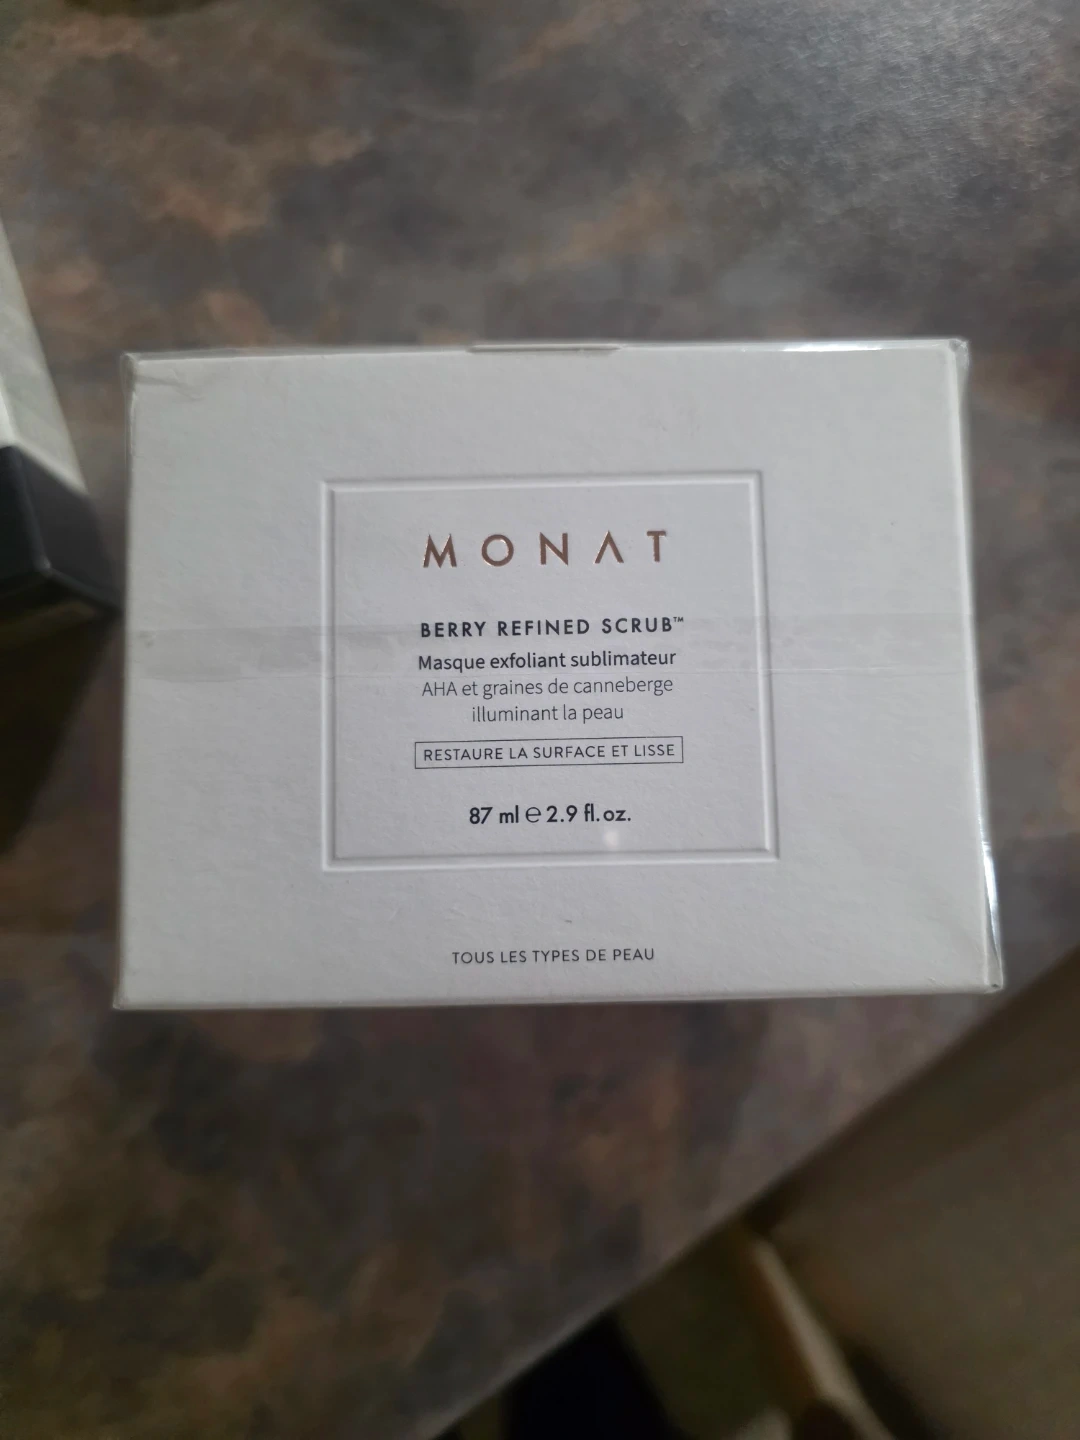 MONAT
BERRY REFINED SCRUB™
Masque exfoliant sublimateur
AHA et graines de canneberge
illuminant la peau
RESTAURE LA SURFACE ET LISSE
87 ml ℮ 2.9 fl. oz.
TOUS LES TYPES DE PEAU